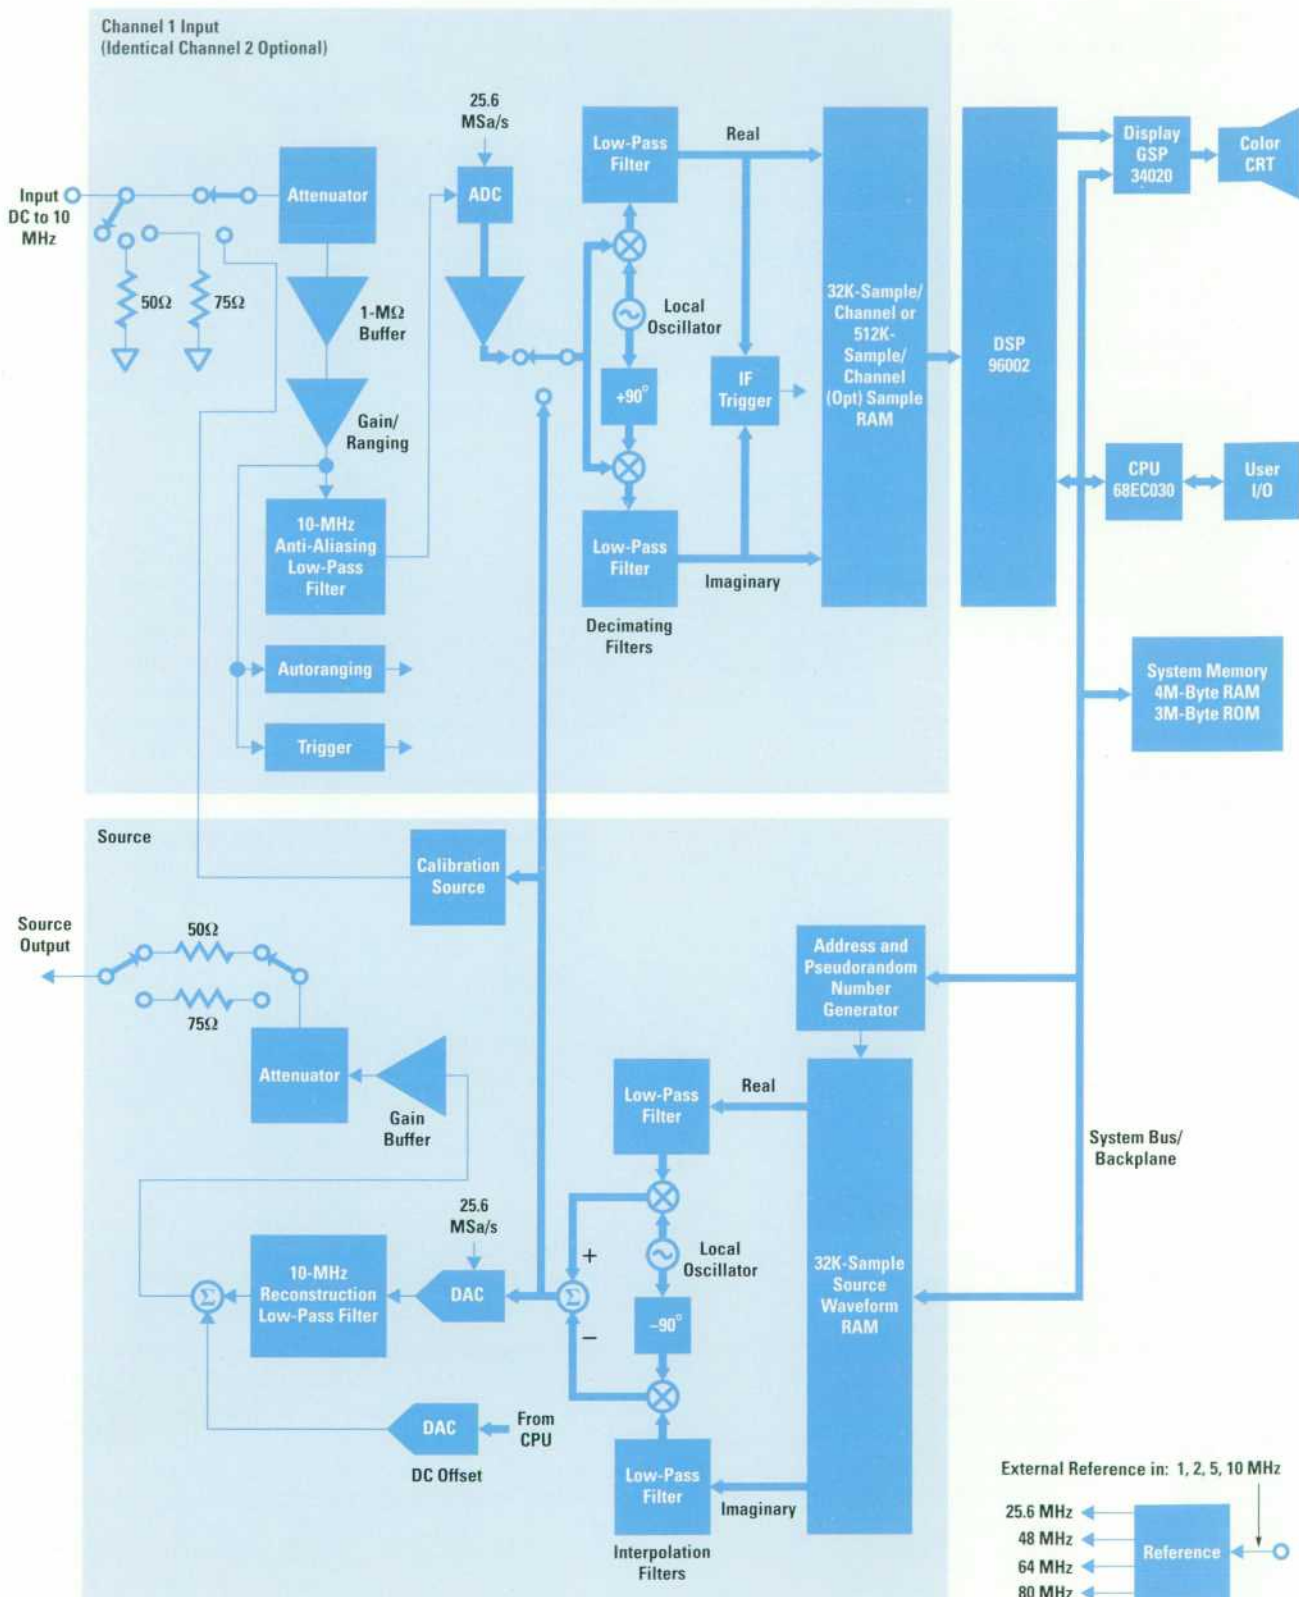 Channel 1 Input
(Identical Channel 2 Optional)
25.6
MSa/s
Input
DC to 10
MHz
Attenuator
ADC
Low-Pass
Filter
Real
50Ω
75Ω
1-MΩ
Buffer
Local
Oscillator
+90°
IF
Trigger
32K-Sample/
Channel or
512K-
Sample/
Channel
(Opt) Sample
RAM
DSP
96002
Display
GSP
34020
Color
CRT
CPU
68EC030
User
I/O
Gain/
Ranging
10-MHz
Anti-Aliasing
Low-Pass
Filter
Low-Pass
Filter
Imaginary
Decimating
Filters
Autoranging
Trigger
System Memory
4M-Byte RAM
3M-Byte ROM
Source
Calibration
Source
Source
Output
50Ω
75Ω
Attenuator
Gain
Buffer
Address and
Pseudorandom
Number
Generator
Low-Pass
Filter
Real
System Bus/
Backplane
25.6
MSa/s
10-MHz
Reconstruction
Low-Pass Filter
Σ
DAC
Σ
+
−
Local
Oscillator
−90°
32K-Sample
Source
Waveform
RAM
DAC
From
CPU
DC Offset
Low-Pass
Filter
Imaginary
Interpolation
Filters
External Reference in: 1, 2, 5, 10 MHz
25.6 MHz
48 MHz
64 MHz
80 MHz
Reference